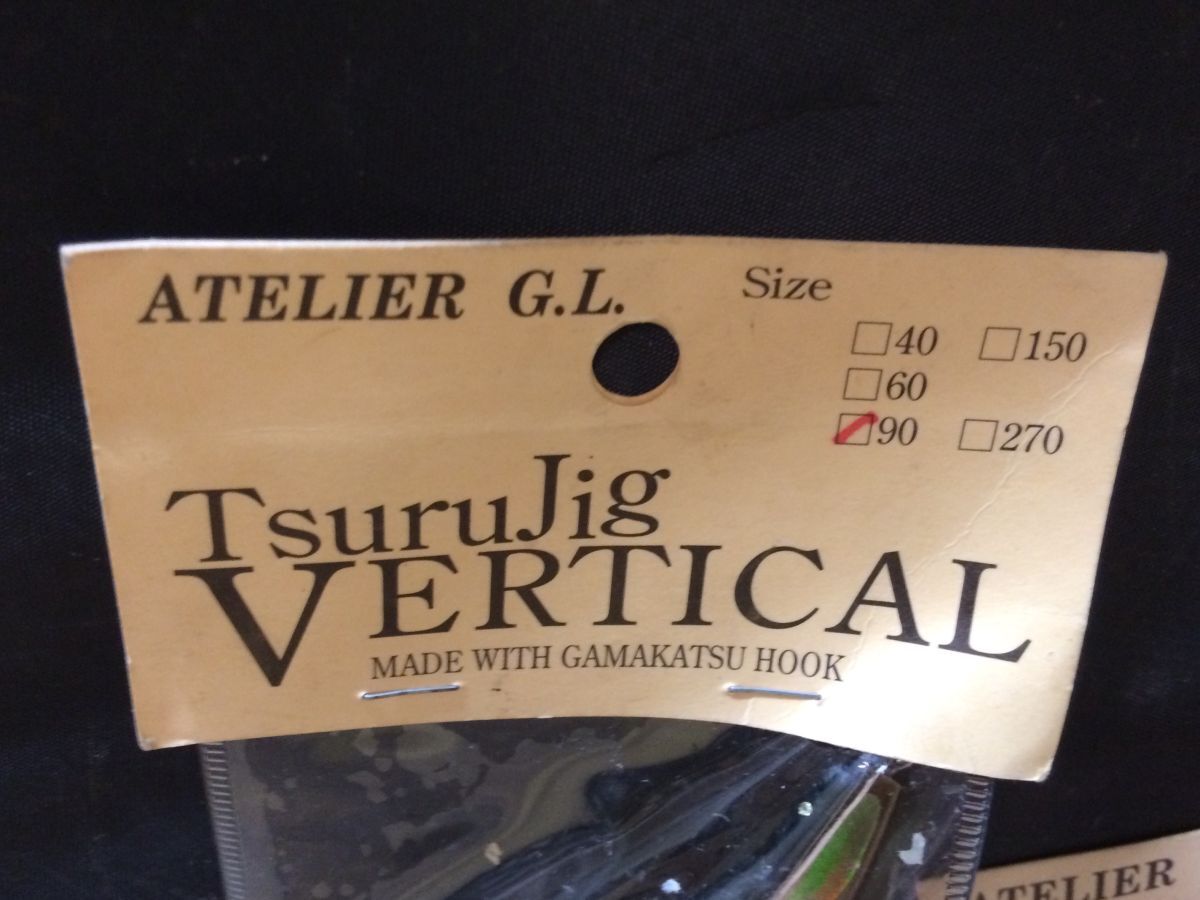 ATELIER G.L.
Size
40 150
60
90 270
TsuruJig
VERTICAL
MADE WITH GAMAKATSU HOOK
ATELIER